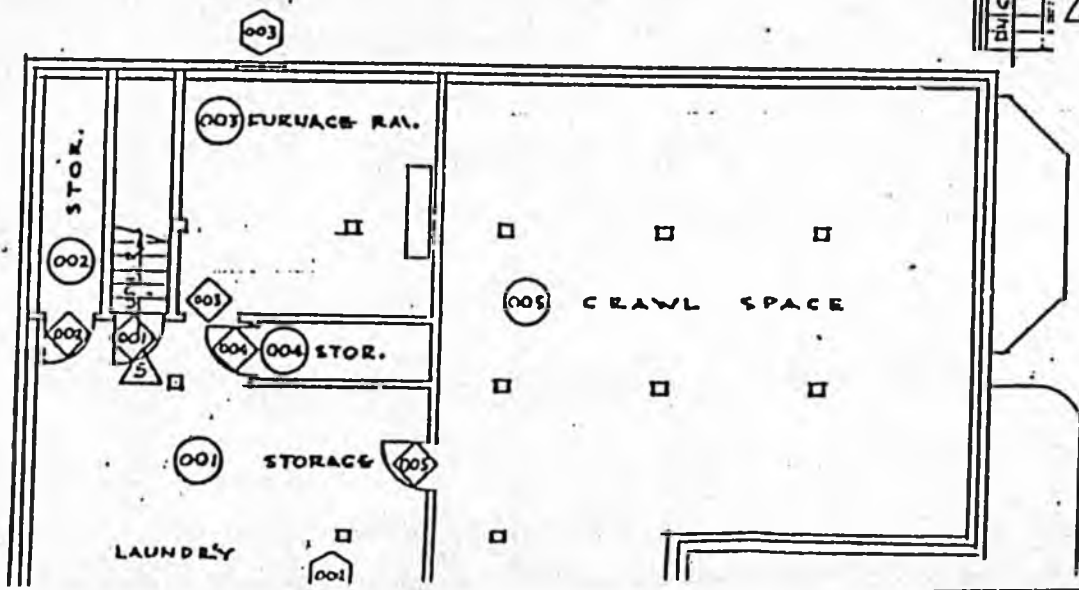 003
003 FURNACE RM.
STOR.
002
003
005 CRAWL SPACE
002
001
004
004 STOR.
5
001
STORAGE
005
LAUNDRY
001